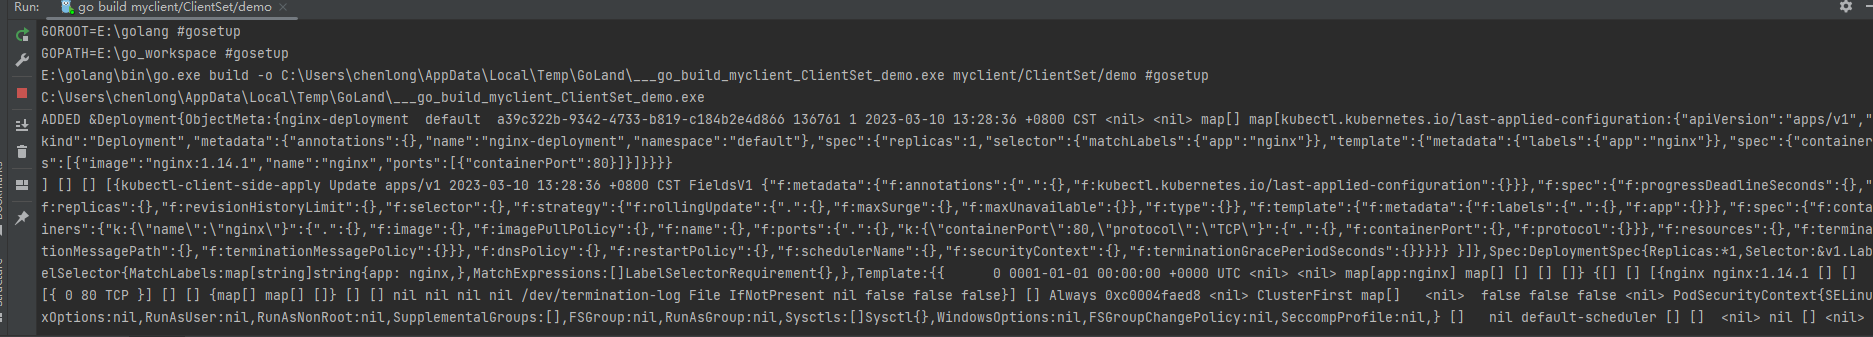 Run: go build myclient/ClientSet/demo
GOROOT=E:\golang #gosetup
GOPATH=E:\go_workspace #gosetup
E:\golang\bin\go.exe build -o C:\Users\chenlong\AppData\Local\Temp\GoLand\___go_build_myclient_ClientSet_demo.exe myclient/ClientSet/demo #gosetup
C:\Users\chenlong\AppData\Local\Temp\GoLand\___go_build_myclient_ClientSet_demo.exe
ADDED &Deployment{ObjectMeta:{nginx-deployment  default  a39c322b-9342-4733-b819-c184b2e4d866 136761 1 2023-03-10 13:28:36 +0800 CST <nil> <nil> map[] map[kubectl.kubernetes.io/last-applied-configuration:{"apiVersion":"apps/v1","
kind":"Deployment","metadata":{"annotations":{},"name":"nginx-deployment","namespace":"default"},"spec":{"replicas":1,"selector":{"matchLabels":{"app":"nginx"}},"template":{"metadata":{"labels":{"app":"nginx"}},"spec":{"container
s":[{"image":"nginx:1.14.1","name":"nginx","ports":[{"containerPort":80}]}]}}}}
] [] [] [{kubectl-client-side-apply Update apps/v1 2023-03-10 13:28:36 +0800 CST FieldsV1 {"f:metadata":{"f:annotations":{".":{},"f:kubectl.kubernetes.io/last-applied-configuration":{}}},"f:spec":{"f:progressDeadlineSeconds":{},"
f:replicas":{},"f:revisionHistoryLimit":{},"f:selector":{},"f:strategy":{"f:rollingUpdate":{".":{},"f:maxSurge":{},"f:maxUnavailable":{}},"f:type":{}},"f:template":{"f:metadata":{"f:labels":{".":{},"f:app":{}}},"f:spec":{"f:conta
iners":{"k:{\"name\":\"nginx\"}":{".":{},"f:image":{},"f:imagePullPolicy":{},"f:name":{},"f:ports":{".":{},"k:{\"containerPort\":80,\"protocol\":\"TCP\"}":{".":{},"f:containerPort":{},"f:protocol":{}}},"f:resources":{},"f:termina
tionMessagePath":{},"f:terminationMessagePolicy":{}}},"f:dnsPolicy":{},"f:restartPolicy":{},"f:schedulerName":{},"f:securityContext":{},"f:terminationGracePeriodSeconds":{}}}}} }]},Spec:DeploymentSpec{Replicas:*1,Selector:&v1.Lab
elSelector{MatchLabels:map[string]string{app: nginx,},MatchExpressions:[]LabelSelectorRequirement{},},Template:{{      0 0001-01-01 00:00:00 +0000 UTC <nil> <nil> map[app:nginx] map[] [] [] []} {[] [] [{nginx nginx:1.14.1 [] []
[{ 0 80 TCP }] [] [] {map[] map[] []} [] [] nil nil nil nil /dev/termination-log File IfNotPresent nil false false false}] [] Always 0xc0004faed8 <nil> ClusterFirst map[]   <nil>  false false false <nil> PodSecurityContext{SELinu
xOptions:nil,RunAsUser:nil,RunAsNonRoot:nil,SupplementalGroups:[],FSGroup:nil,RunAsGroup:nil,Sysctls:[]Sysctl{},WindowsOptions:nil,FSGroupChangePolicy:nil,SeccompProfile:nil,} []   nil default-scheduler [] []  <nil> nil [] <nil>